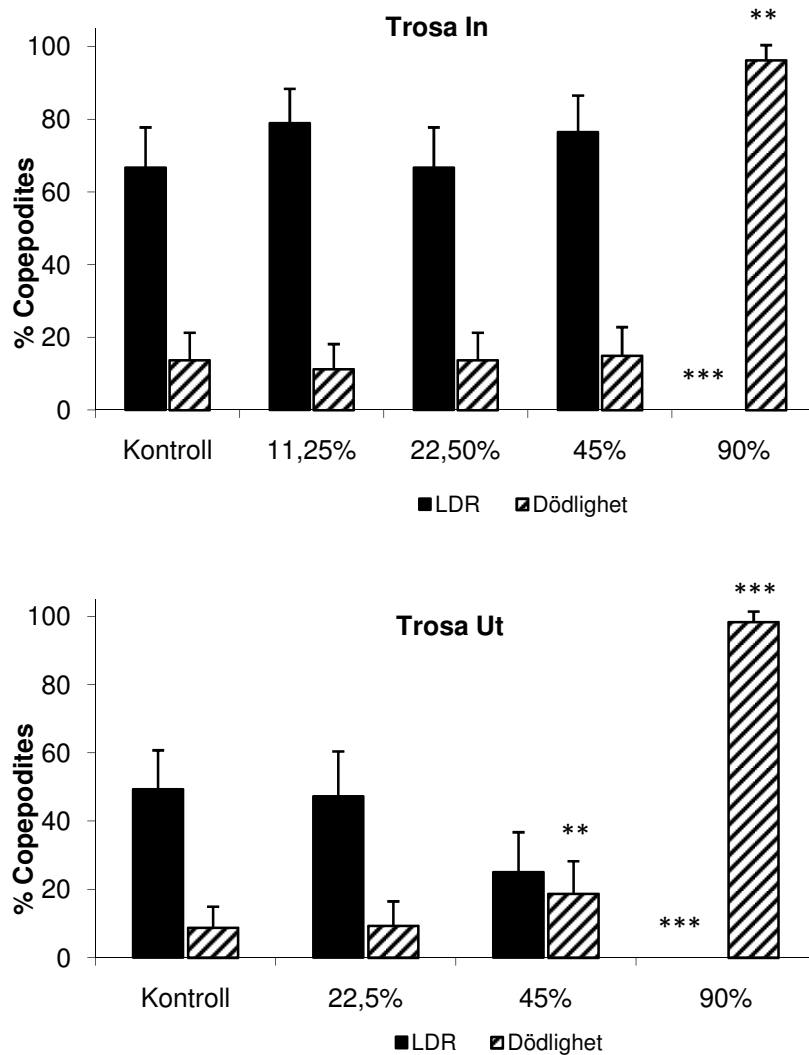 Trosa In
**
100
80
60
40
20
0
% Copepodites
***
Kontroll 11,25% 22,50% 45% 90%
LDR Dödlighet
Trosa Ut
***
100
80
60
40
20
0
% Copepodites
**
***
Kontroll 22,5% 45% 90%
LDR Dödlighet